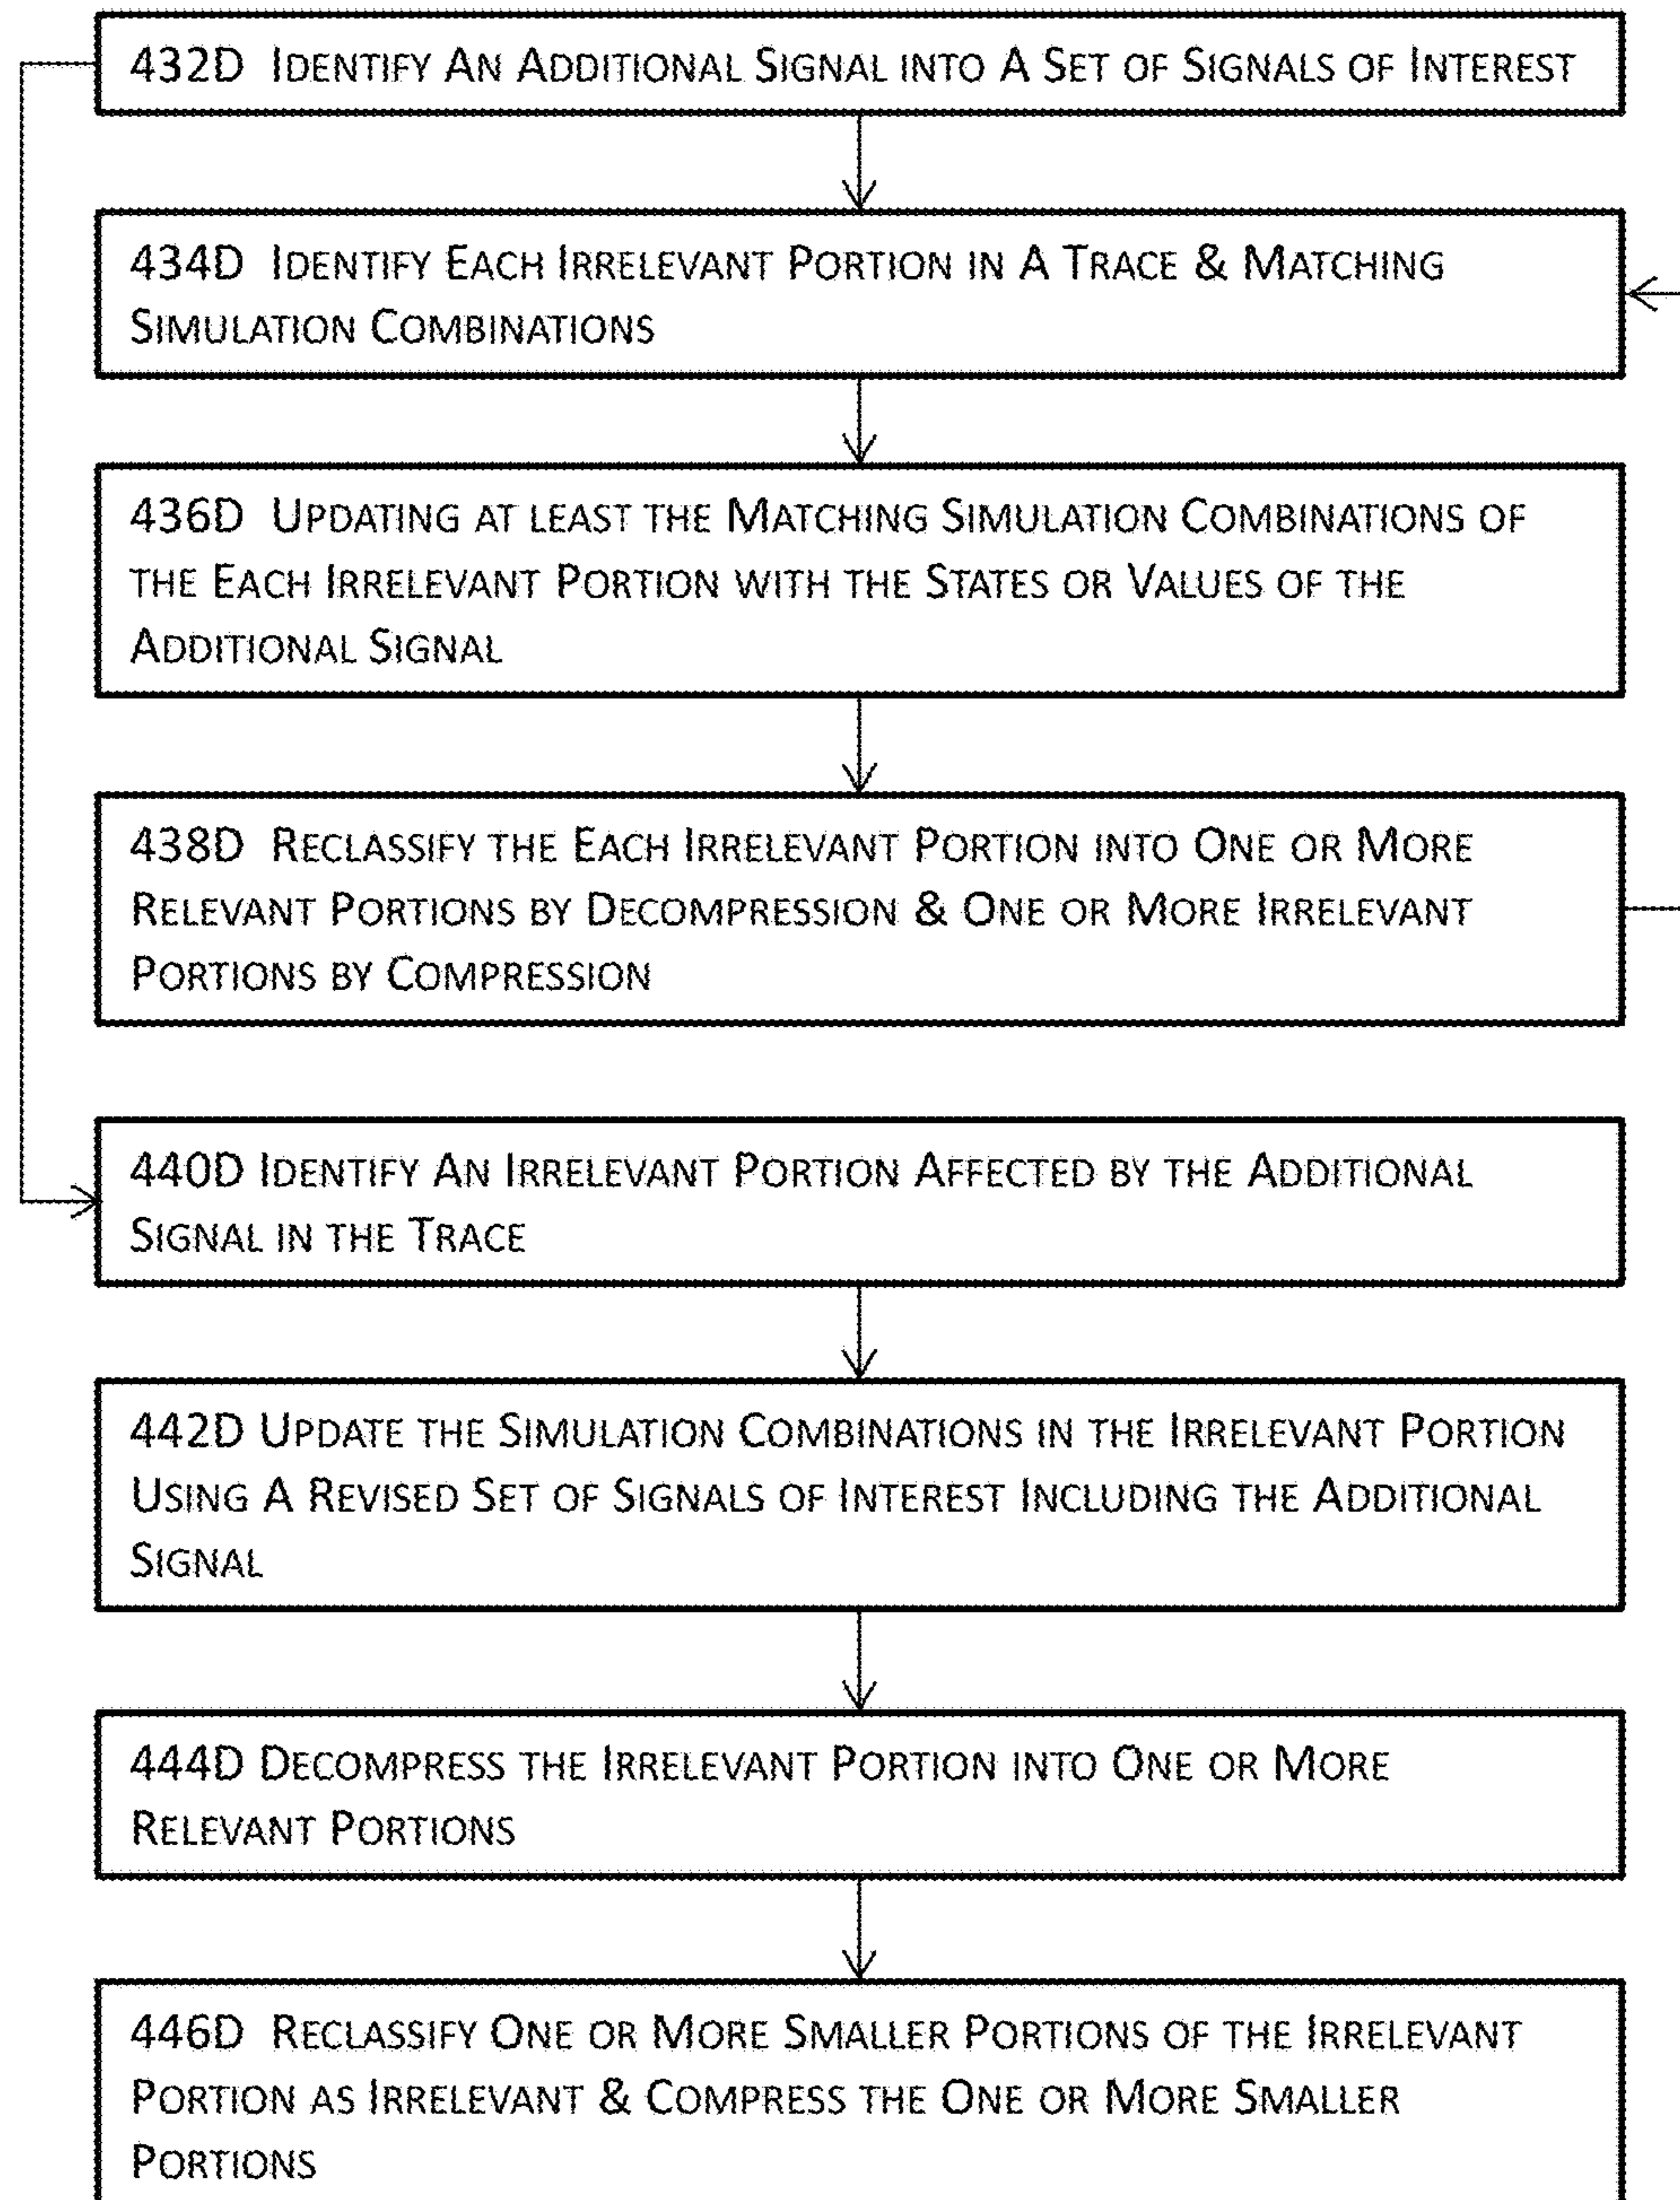 432D IDENTIFY AN ADDITIONAL SIGNAL INTO A SET OF SIGNALS OF INTEREST
434D IDENTIFY EACH IRRELEVANT PORTION IN A TRACE & MATCHING
SIMULATION COMBINATIONS
436D UPDATING AT LEAST THE MATCHING SIMULATION COMBINATIONS OF
THE EACH IRRELEVANT PORTION WITH THE STATES OR VALUES OF THE
ADDITIONAL SIGNAL
438D RECLASSIFY THE EACH IRRELEVANT PORTION INTO ONE OR MORE
RELEVANT PORTIONS BY DECOMPRESSION & ONE OR MORE IRRELEVANT
PORTIONS BY COMPRESSION
440D IDENTIFY AN IRRELEVANT PORTION AFFECTED BY THE ADDITIONAL
SIGNAL IN THE TRACE
442D UPDATE THE SIMULATION COMBINATIONS IN THE IRRELEVANT PORTION
USING A REVISED SET OF SIGNALS OF INTEREST INCLUDING THE ADDITIONAL
SIGNAL
444D DECOMPRESS THE IRRELEVANT PORTION INTO ONE OR MORE
RELEVANT PORTIONS
446D RECLASSIFY ONE OR MORE SMALLER PORTIONS OF THE IRRELEVANT
PORTION AS IRRELEVANT & COMPRESS THE ONE OR MORE SMALLER
PORTIONS